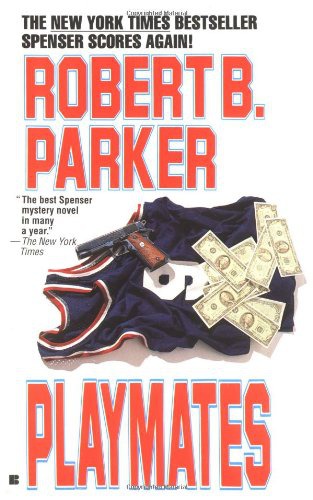 THE NEW YORK TIMES BESTSELLER
SPENSER SCORES AGAIN!
ROBERT B.
PARKER
"The best Spenser
mystery novel
in many
a year."
— The New York
Times
PLAYMATES
B